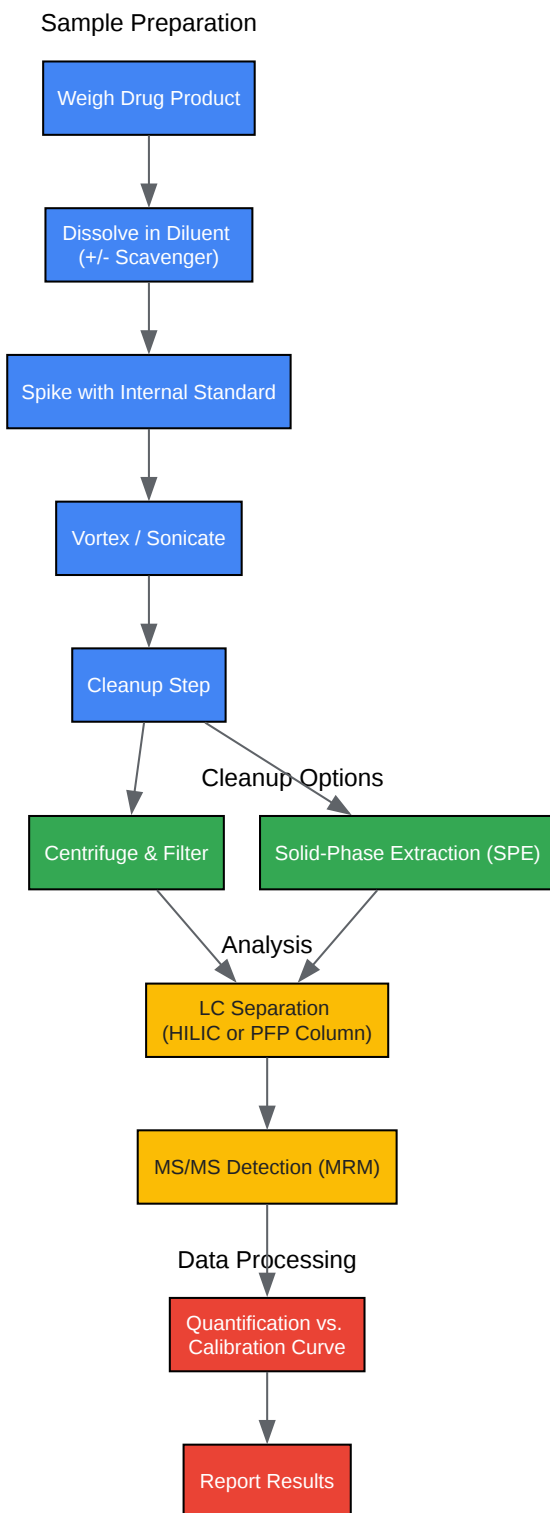 Sample Preparation
Weigh Drug Product
Dissolve in Diluent
(+/- Scavenger)
Spike with Internal Standard
Vortex / Sonicate
Cleanup Step
Cleanup Options
Centrifuge & Filter
Solid-Phase Extraction (SPE)
Analysis
LC Separation
(HILIC or PFP Column)
MS/MS Detection (MRM)
Data Processing
Quantification vs.
Calibration Curve
Report Results